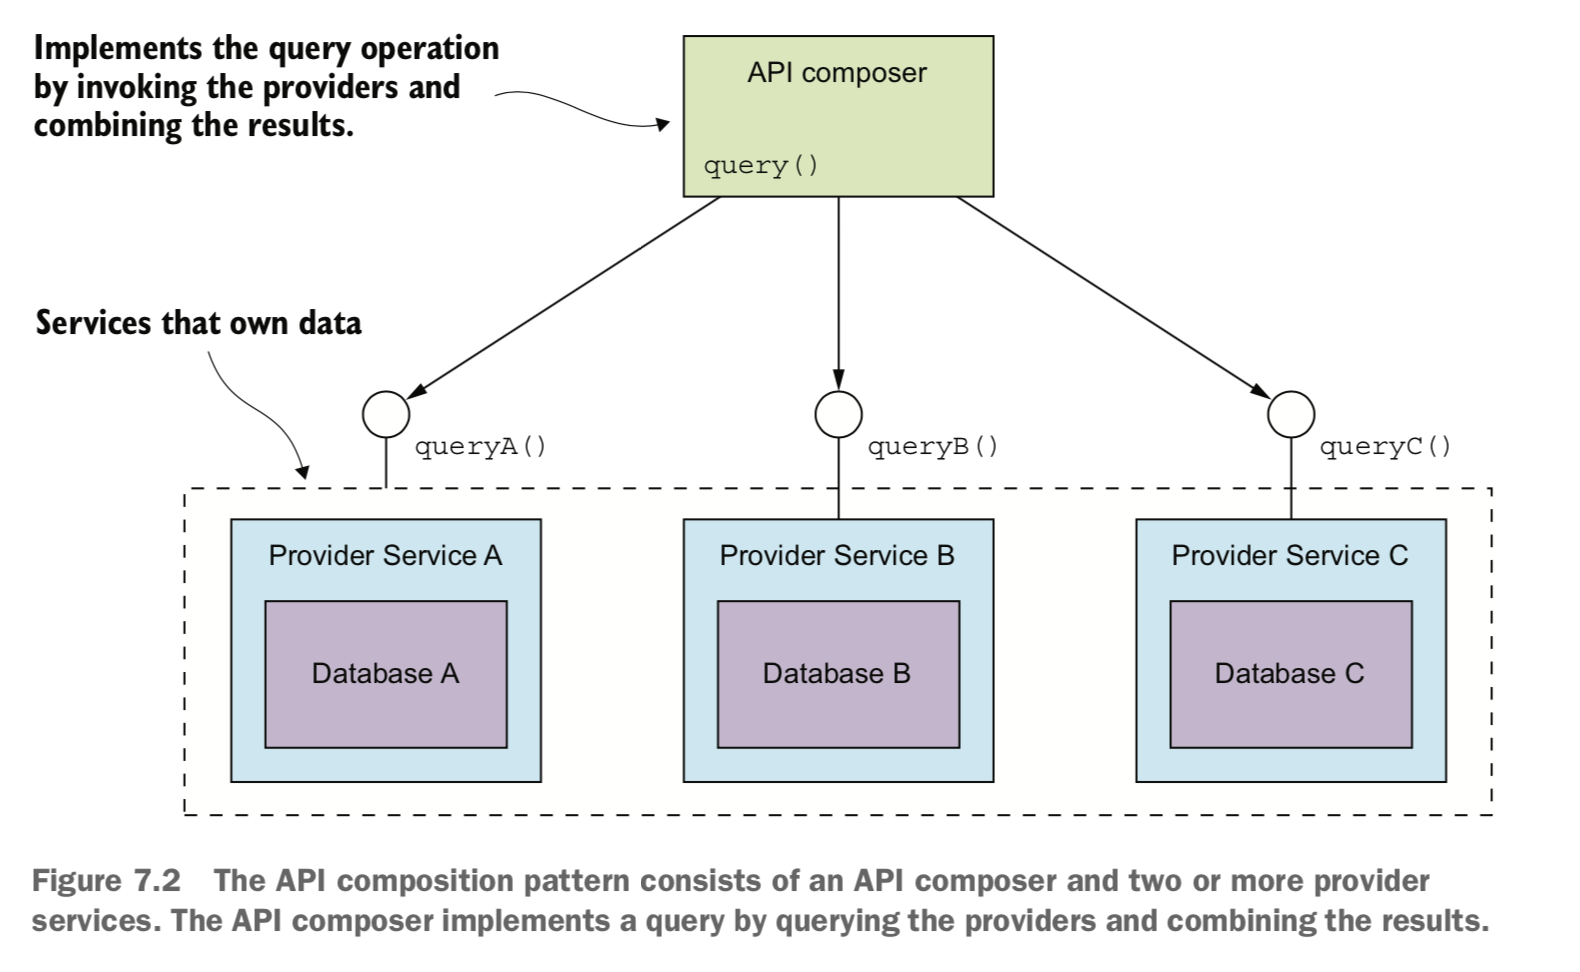 Implements the query operation
by invoking the providers and
combining the results.
API composer
query()
Services that own data
queryA()
queryB()
queryC()
Provider Service A
Provider Service B
Provider Service C
Database A
Database B
Database C
Figure 7.2 The API composition pattern consists of an API composer and two or more provider
services. The API composer implements a query by querying the providers and combining the results.